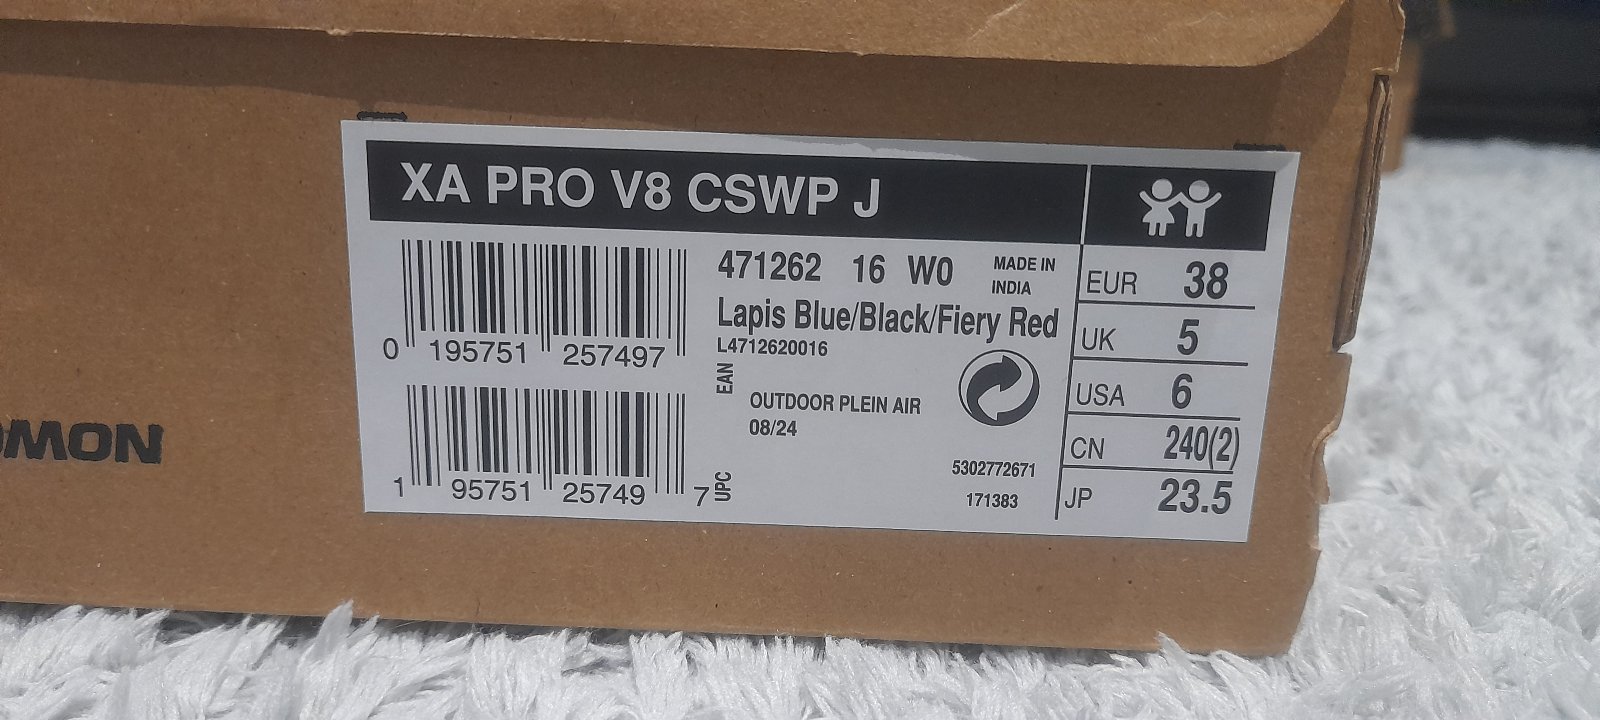 XA PRO V8 CSWP J
471262 16 W0 MADE IN INDIA
Lapis Blue/Black/Fiery Red
L4712620016
0 195751 257497
EAN
OUTDOOR PLEIN AIR
08/24
1 95751 25749 7
UPC
5302772671
171383
EUR 38
UK 5
USA 6
CN 240(2)
JP 23.5
OMON